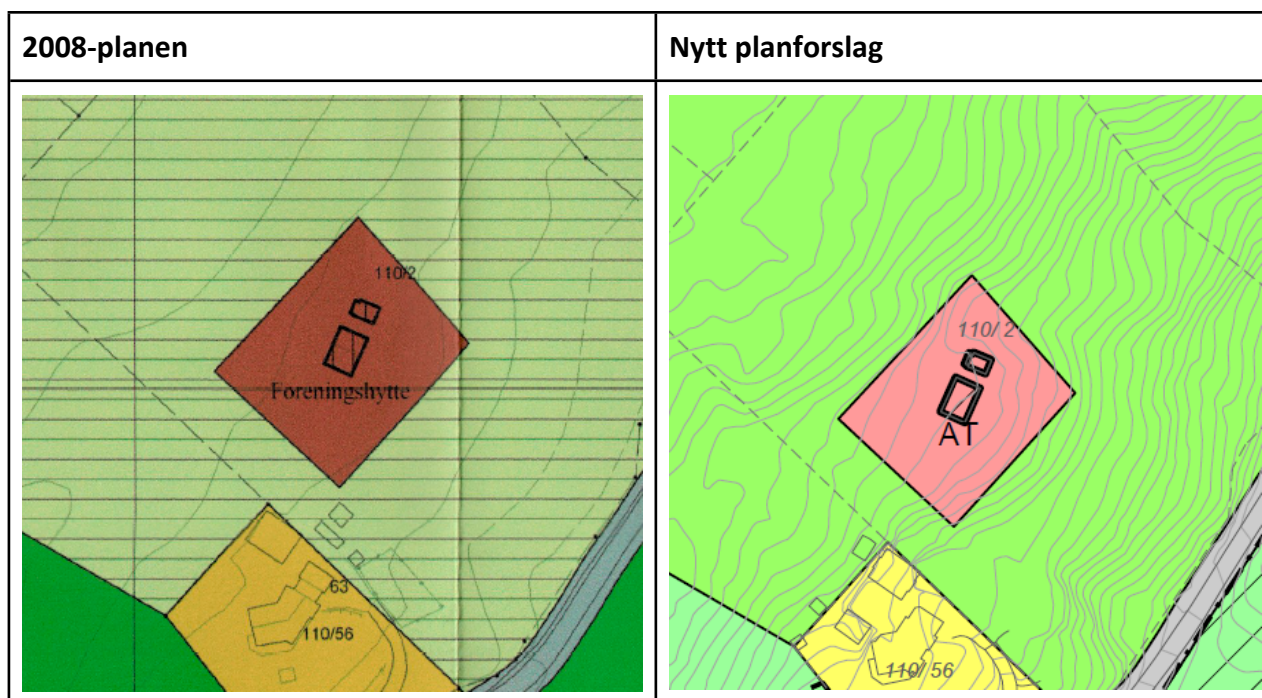 2008-planen
Nytt planforslag
110/2
Foreningshytte
63
110/56
110/ 2
AT
110/ 56